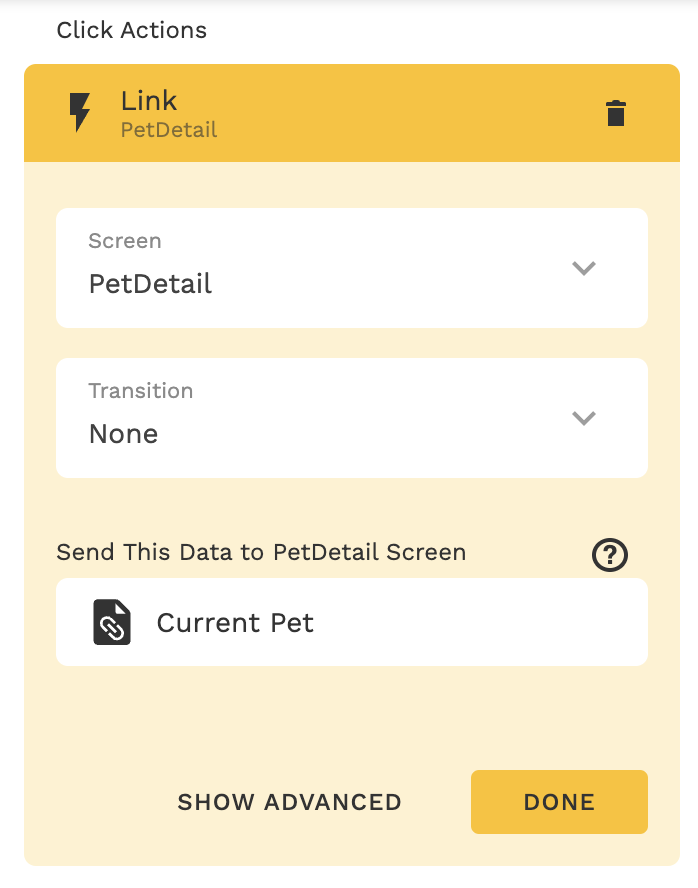 Click Actions
Link
PetDetail
Screen
PetDetail
Transition
None
Send This Data to PetDetail Screen
?
Current Pet
SHOW ADVANCED
DONE